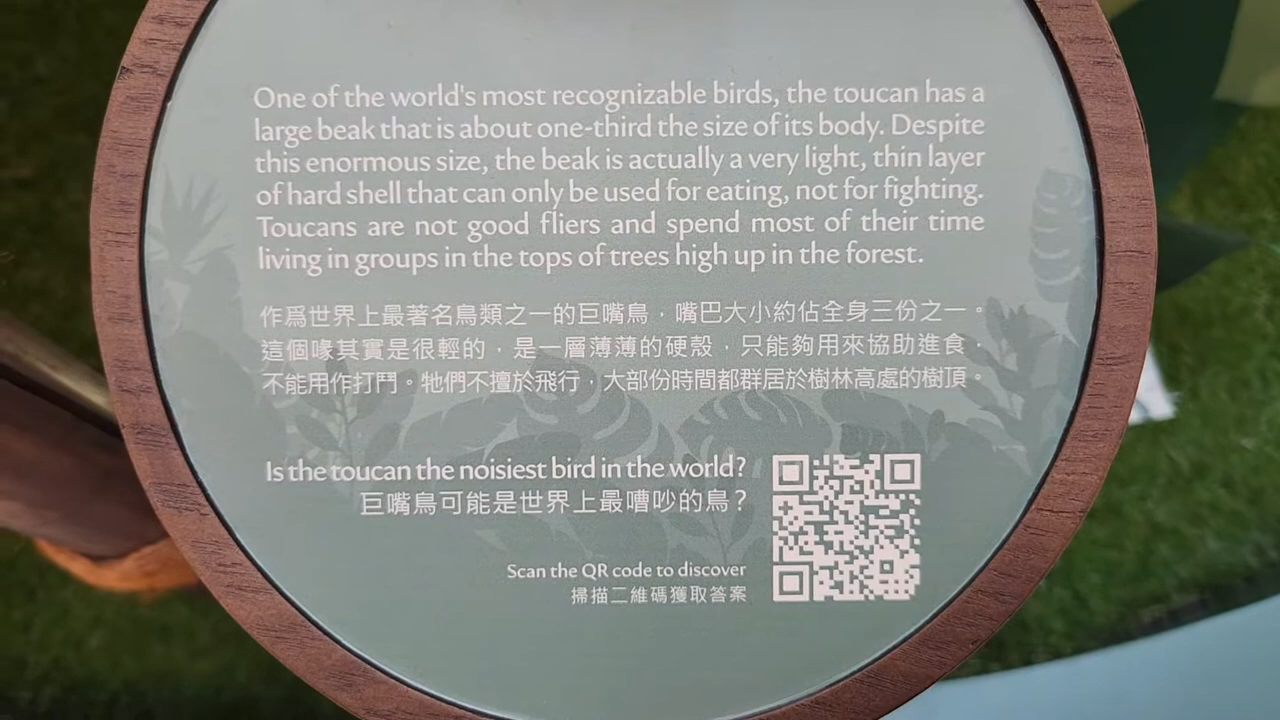 One of the world's most recognizable birds, the toucan has a
large beak that is about one-third the size of its body. Despite
this enormous size, the beak is actually a very light, thin layer
of hard shell that can only be used for eating, not for fighting.
Toucans are not good fliers and spend most of their time
living in groups in the tops of trees high up in the forest.
作爲世界上最著名鳥類之一的巨嘴鳥，嘴巴大小約佔全身三份之一。
這個喙其實是很輕的，是一層薄薄的硬殼，只能夠用來協助進食，
不能用作打鬥。牠們不擅於飛行，大部份時間都群居於樹林高處的樹頂。
Is the toucan the noisiest bird in the world?
巨嘴鳥可能是世界上最嘈吵的鳥？
Scan the QR code to discover
掃描二維碼獲取答案